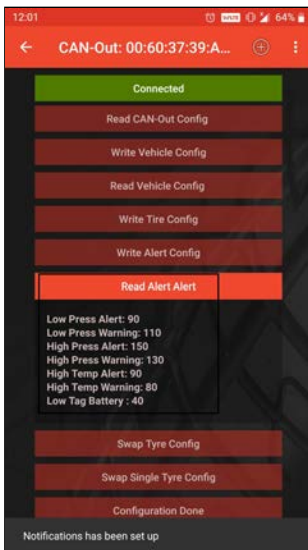 12:01 64%
CAN-Out: 00:60:37:39:A...
Connected
Read CAN-Out Config
Write Vehicle Config
Read Vehicle Config
Write Tire Config
Write Alert Config
Read Alert Alert
Low Press Alert: 90
Low Press Warning: 110
High Press Alert: 150
High Press Warning: 130
High Temp Alert: 90
High Temp Warning: 80
Low Tag Battery : 40
Swap Tyre Config
Swap Single Tyre Config
Configuration Done
Notifications has been set up